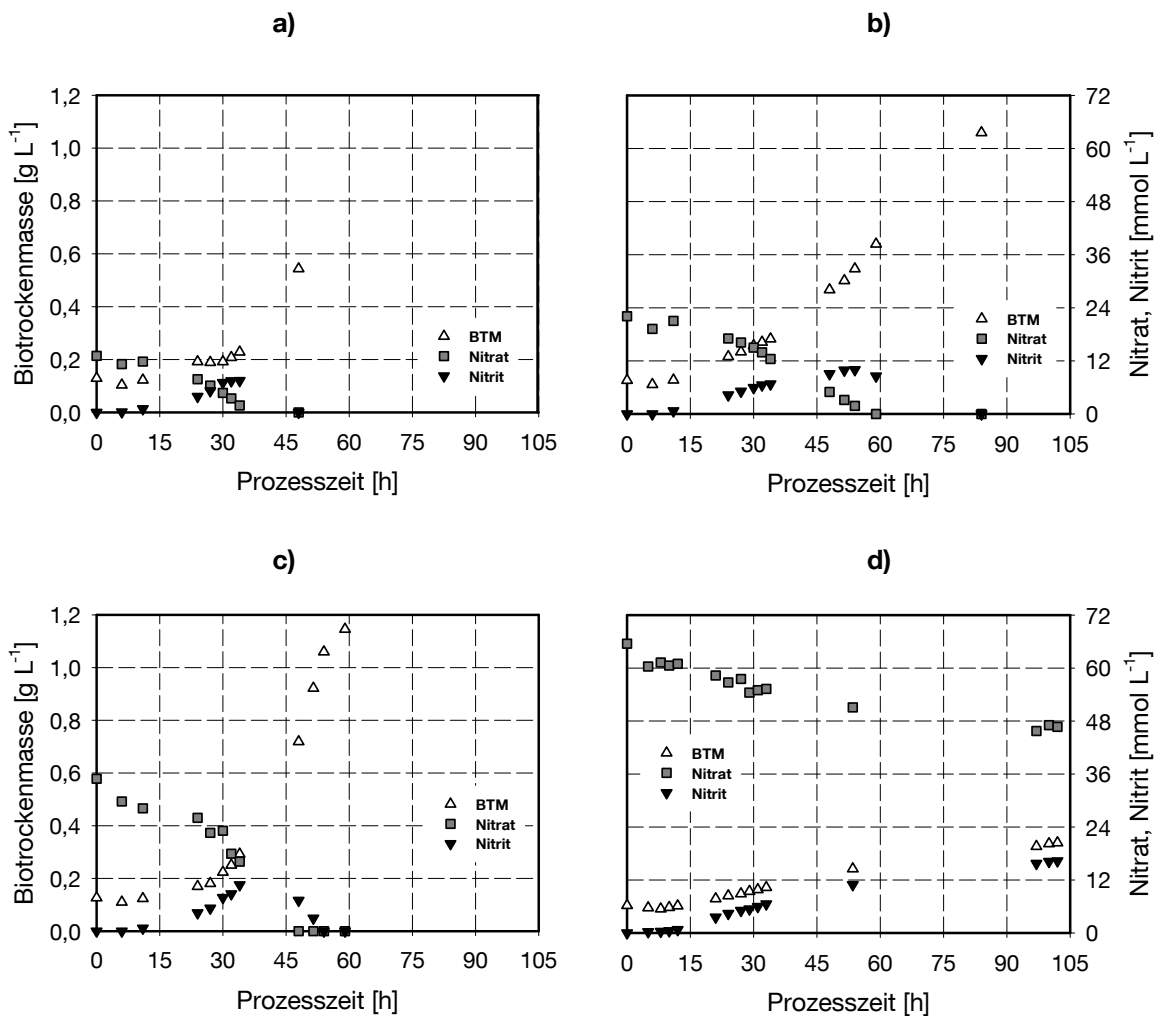 a)
b)
1,2
1,0
0,8
0,6
0,4
0,2
0,0
Biotrockenmasse [g L⁻¹]
BTM
Nitrat
Nitrit
0 15 30 45 60 75 90 105
Prozesszeit [h]
72
60
48
36
24
12
0
Nitrat, Nitrit [mmol L⁻¹]
BTM
Nitrat
Nitrit
0 15 30 45 60 75 90 105
Prozesszeit [h]
c)
d)
1,2
1,0
0,8
0,6
0,4
0,2
0,0
Biotrockenmasse [g L⁻¹]
BTM
Nitrat
Nitrit
0 15 30 45 60 75 90 105
Prozesszeit [h]
72
60
48
36
24
12
0
Nitrat, Nitrit [mmol L⁻¹]
BTM
Nitrat
Nitrit
0 15 30 45 60 75 90 105
Prozesszeit [h]